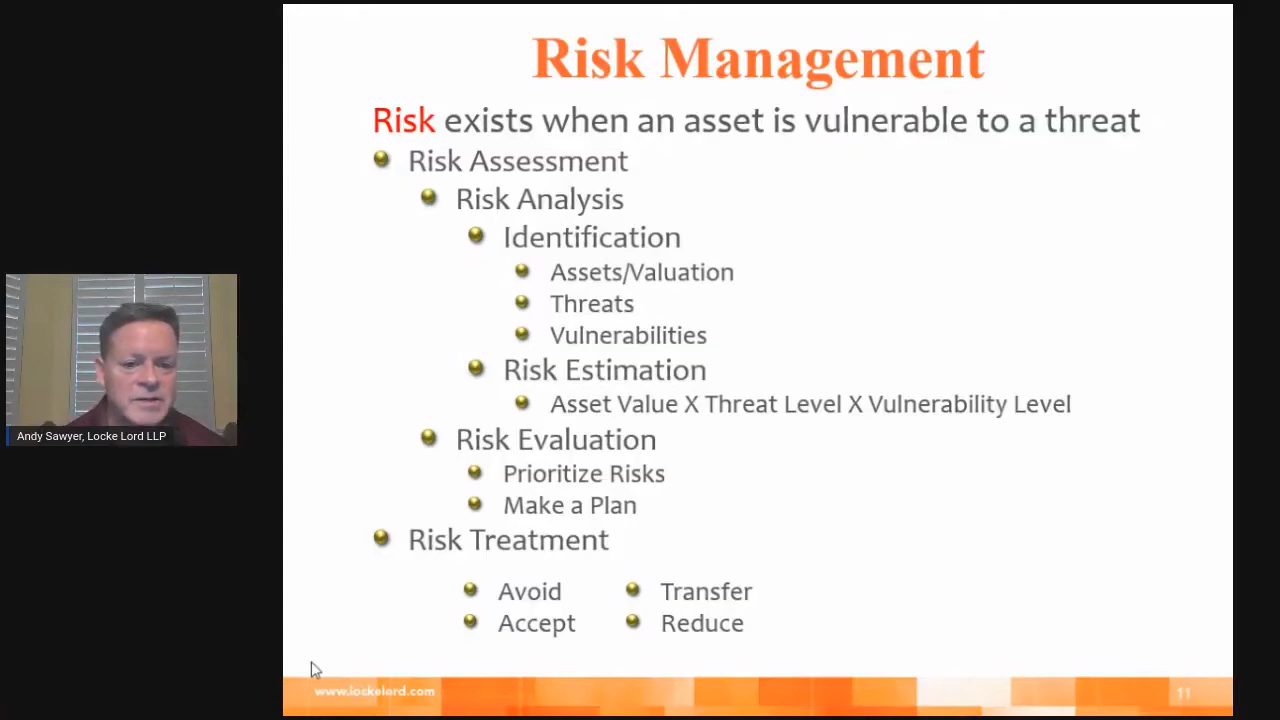 Risk Management
Risk exists when an asset is vulnerable to a threat
Risk Assessment
Risk Analysis
Identification
Assets/Valuation
Threats
Vulnerabilities
Risk Estimation
Asset Value X Threat Level X Vulnerability Level
Risk Evaluation
Prioritize Risks
Make a Plan
Risk Treatment
Avoid Transfer
Accept Reduce
Andy Sawyer, Locke Lord LLP
www.lockelord.com
11